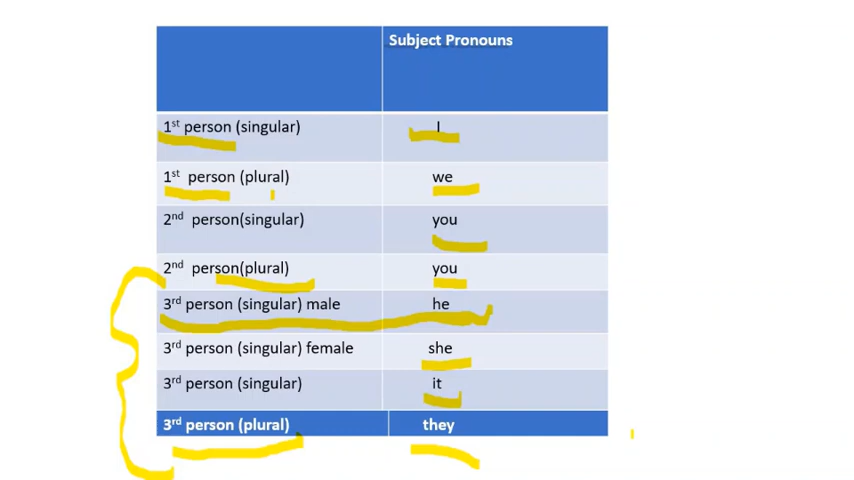 Subject Pronouns
1st person (singular) I
1st person (plural) we
2nd person(singular) you
2nd person(plural) you
3rd person (singular) male he
3rd person (singular) female she
3rd person (singular) it
3rd person (plural) they